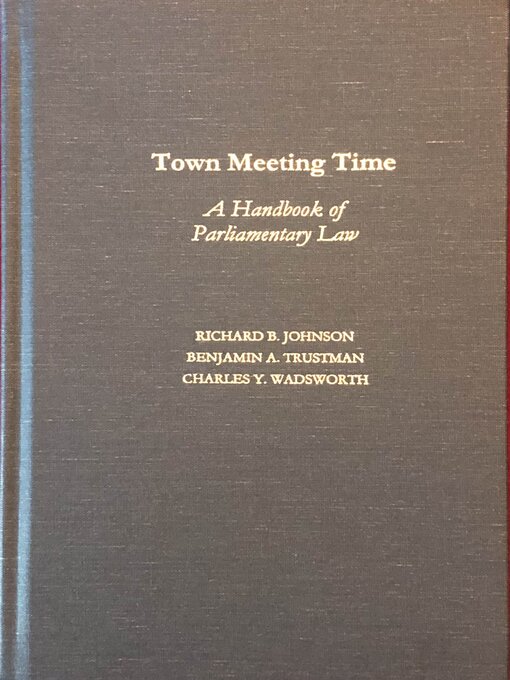 Town Meeting Time
A Handbook of
Parliamentary Law
RICHARD B. JOHNSON
BENJAMIN A. TRUSTMAN
CHARLES Y. WADSWORTH